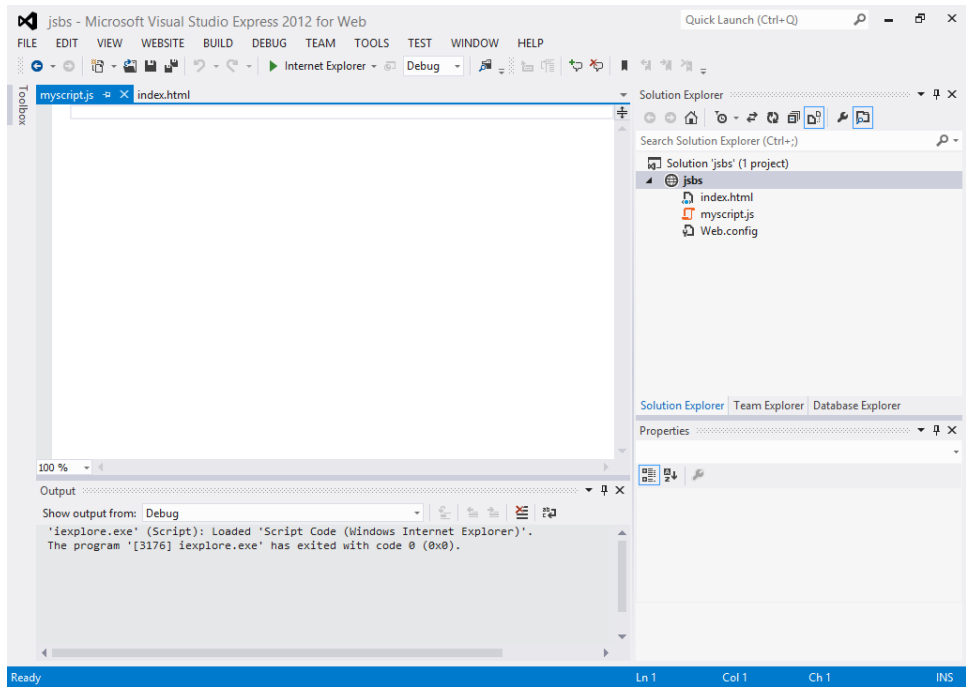 jsbs - Microsoft Visual Studio Express 2012 for Web
Quick Launch (Ctrl+Q)
FILE EDIT VIEW WEBSITE BUILD DEBUG TEAM TOOLS TEST WINDOW HELP
Internet Explorer Debug
Toolbox
myscript.js index.html
Solution Explorer
Search Solution Explorer (Ctrl+;)
Solution 'jsbs' (1 project)
jsbs
index.html
myscript.js
Web.config
Solution Explorer Team Explorer Database Explorer
Properties
100 %
Output
Show output from: Debug
'iexplore.exe' (Script): Loaded 'Script Code (Windows Internet Explorer)'.
The program '[3176] iexplore.exe' has exited with code 0 (0x0).
Ready Ln 1 Col 1 Ch 1 INS